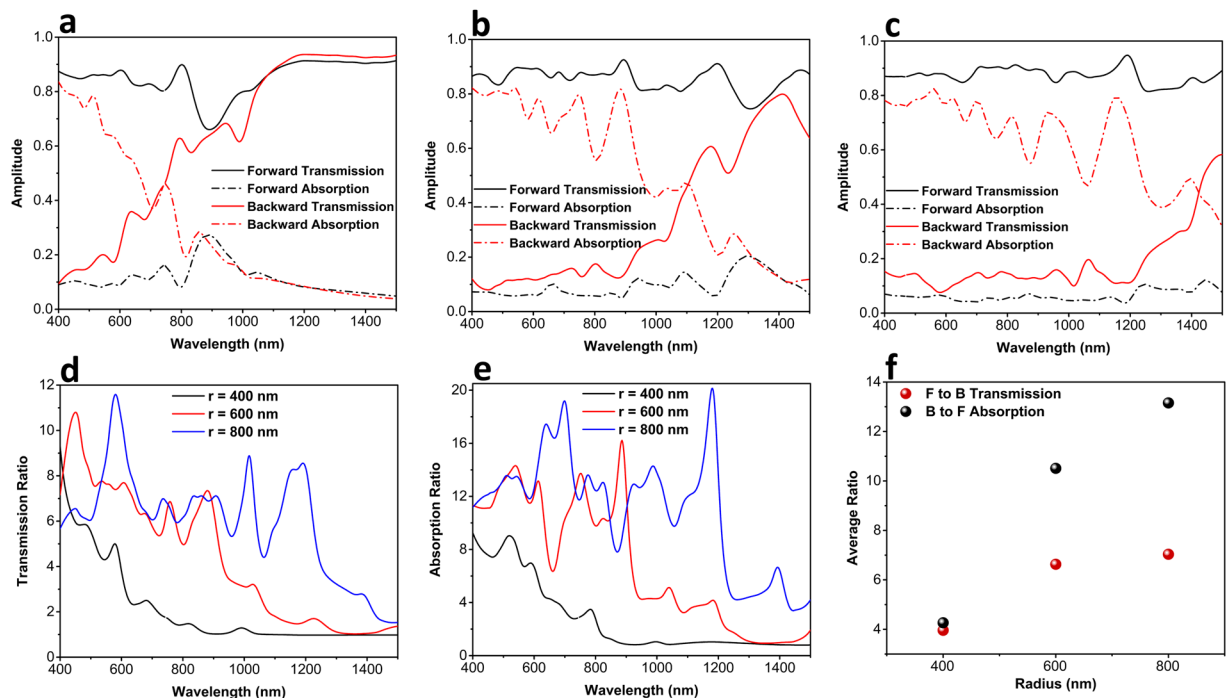 a
1.0
0.8
0.6
0.4
0.2
0.0
Amplitude
Forward Transmission
Forward Absorption
Backward Transmission
Backward Absorption
400 600 800 1000 1200 1400
Wavelength (nm)
b
1.0
0.8
0.6
0.4
0.2
0.0
Amplitude
Forward Transmission
Forward Absorption
Backward Transmission
Backward Absorption
400 600 800 1000 1200 1400
Wavelength (nm)
c
1.0
0.8
0.6
0.4
0.2
0.0
Amplitude
Forward Transmission
Forward Absorption
Backward Transmission
Backward Absorption
400 600 800 1000 1200 1400
Wavelength (nm)
d
12
10
8
6
4
2
0
Transmission Ratio
r = 400 nm
r = 600 nm
r = 800 nm
400 600 800 1000 1200 1400
Wavelength (nm)
e
20
16
12
8
4
0
Absorption Ratio
r = 400 nm
r = 600 nm
r = 800 nm
400 600 800 1000 1200 1400
Wavelength (nm)
f
14
12
10
8
6
4
Average Ratio
F to B Transmission
B to F Absorption
400 600 800
Radius (nm)